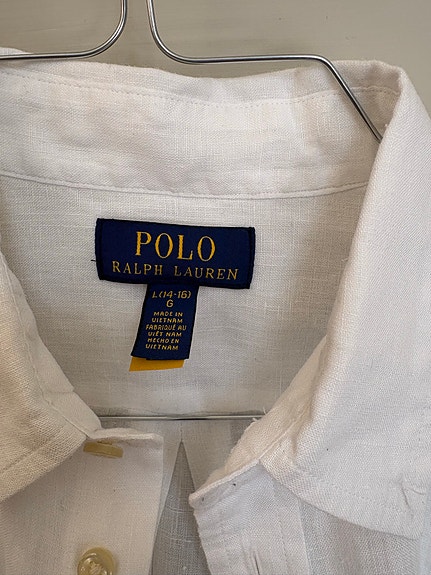 POLO
RALPH LAUREN
L(14-16)
G
MADE IN
VIETNAM
FABRIQUÉ AU
VIÊT NAM
HECHO EN
VIETNAM